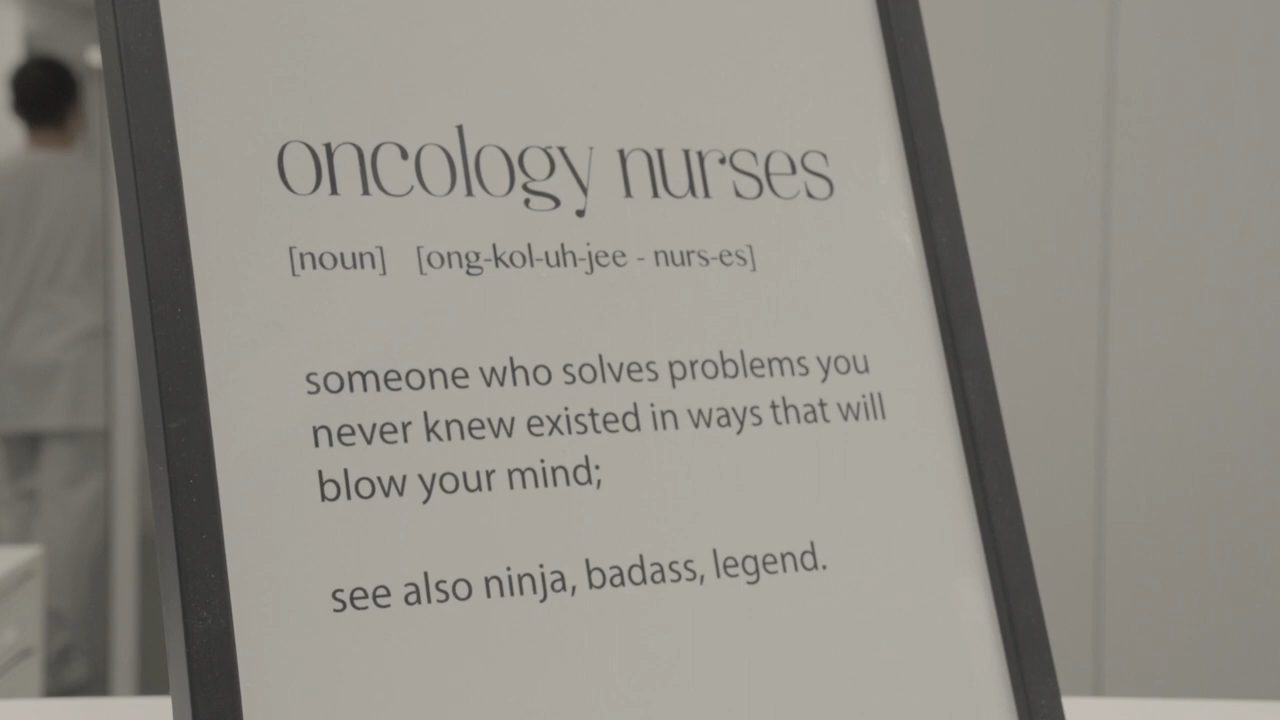 oncology nurses
[noun] [ong-kol-uh-jee - nurs-es]
someone who solves problems you
never knew existed in ways that will
blow your mind;
see also ninja, badass, legend.